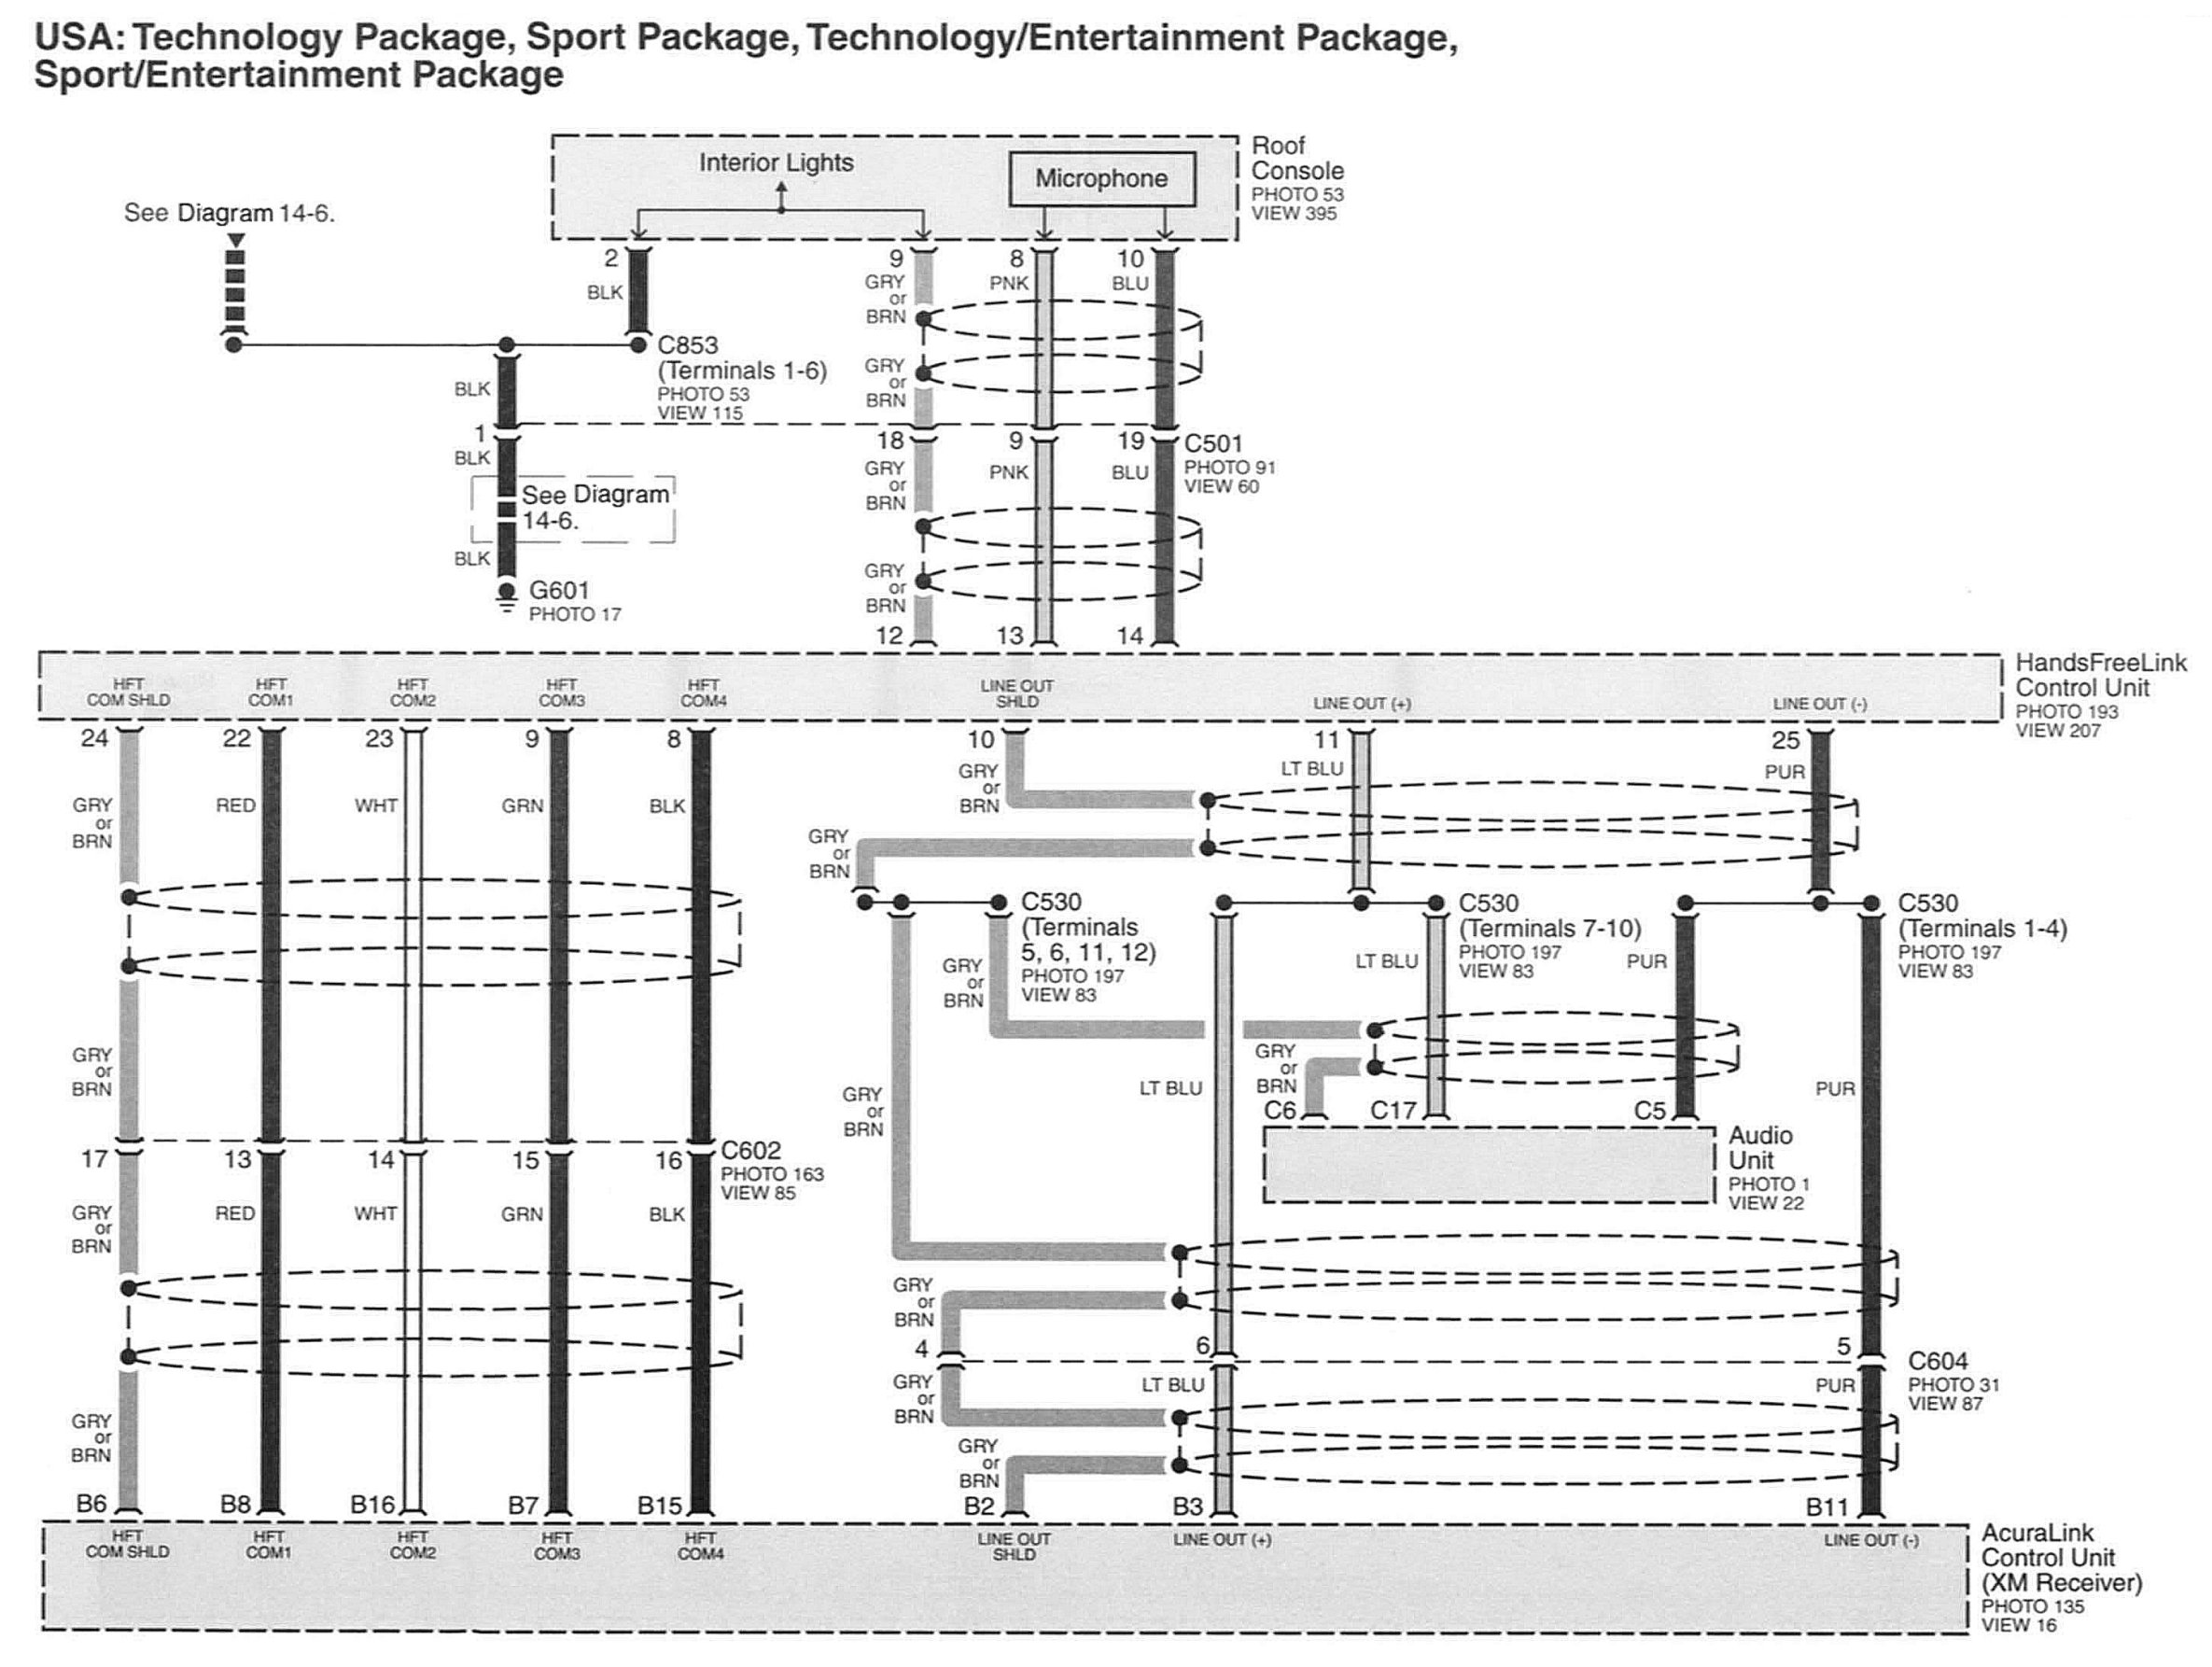 USA: Technology Package, Sport Package, Technology/Entertainment Package,
Sport/Entertainment Package
Interior Lights
Microphone
Roof
Console
PHOTO 53
VIEW 395
See Diagram 14-6.
2
BLK
9
GRY
or
BRN
8
PNK
10
BLU
C853
(Terminals 1-6)
PHOTO 53
VIEW 115
GRY
or
BRN
BLK
1
BLK
18
GRY
or
BRN
9
PNK
19
BLU
C501
PHOTO 91
VIEW 60
See Diagram
14-6.
BLK
G601
PHOTO 17
GRY
or
BRN
12
13
14
HFT
COM SHLD
HFT
COM1
HFT
COM2
HFT
COM3
HFT
COM4
LINE OUT
SHLD
LINE OUT (+)
LINE OUT (-)
HandsFreeLink
Control Unit
PHOTO 193
VIEW 207
24
22
23
9
8
10
11
25
GRY
or
BRN
RED
WHT
GRN
BLK
GRY
or
BRN
LT BLU
PUR
GRY
or
BRN
C530
(Terminals
5, 6, 11, 12)
PHOTO 197
VIEW 83
C530
(Terminals 7-10)
PHOTO 197
VIEW 83
C530
(Terminals 1-4)
PHOTO 197
VIEW 83
GRY
or
BRN
LT BLU
PUR
GRY
or
BRN
GRY
or
BRN
LT BLU
GRY
or
BRN
PUR
C6
C17
C5
Audio
Unit
PHOTO 1
VIEW 22
17
13
14
15
16
C602
PHOTO 163
VIEW 85
GRY
or
BRN
RED
WHT
GRN
BLK
GRY
or
BRN
4
6
5
C604
PHOTO 31
VIEW 87
GRY
or
BRN
LT BLU
PUR
GRY
or
BRN
GRY
or
BRN
B6
B8
B16
B7
B15
B2
B3
B11
HFT
COM SHLD
HFT
COM1
HFT
COM2
HFT
COM3
HFT
COM4
LINE OUT
SHLD
LINE OUT (+)
LINE OUT (-)
AcuraLink
Control Unit
(XM Receiver)
PHOTO 135
VIEW 16